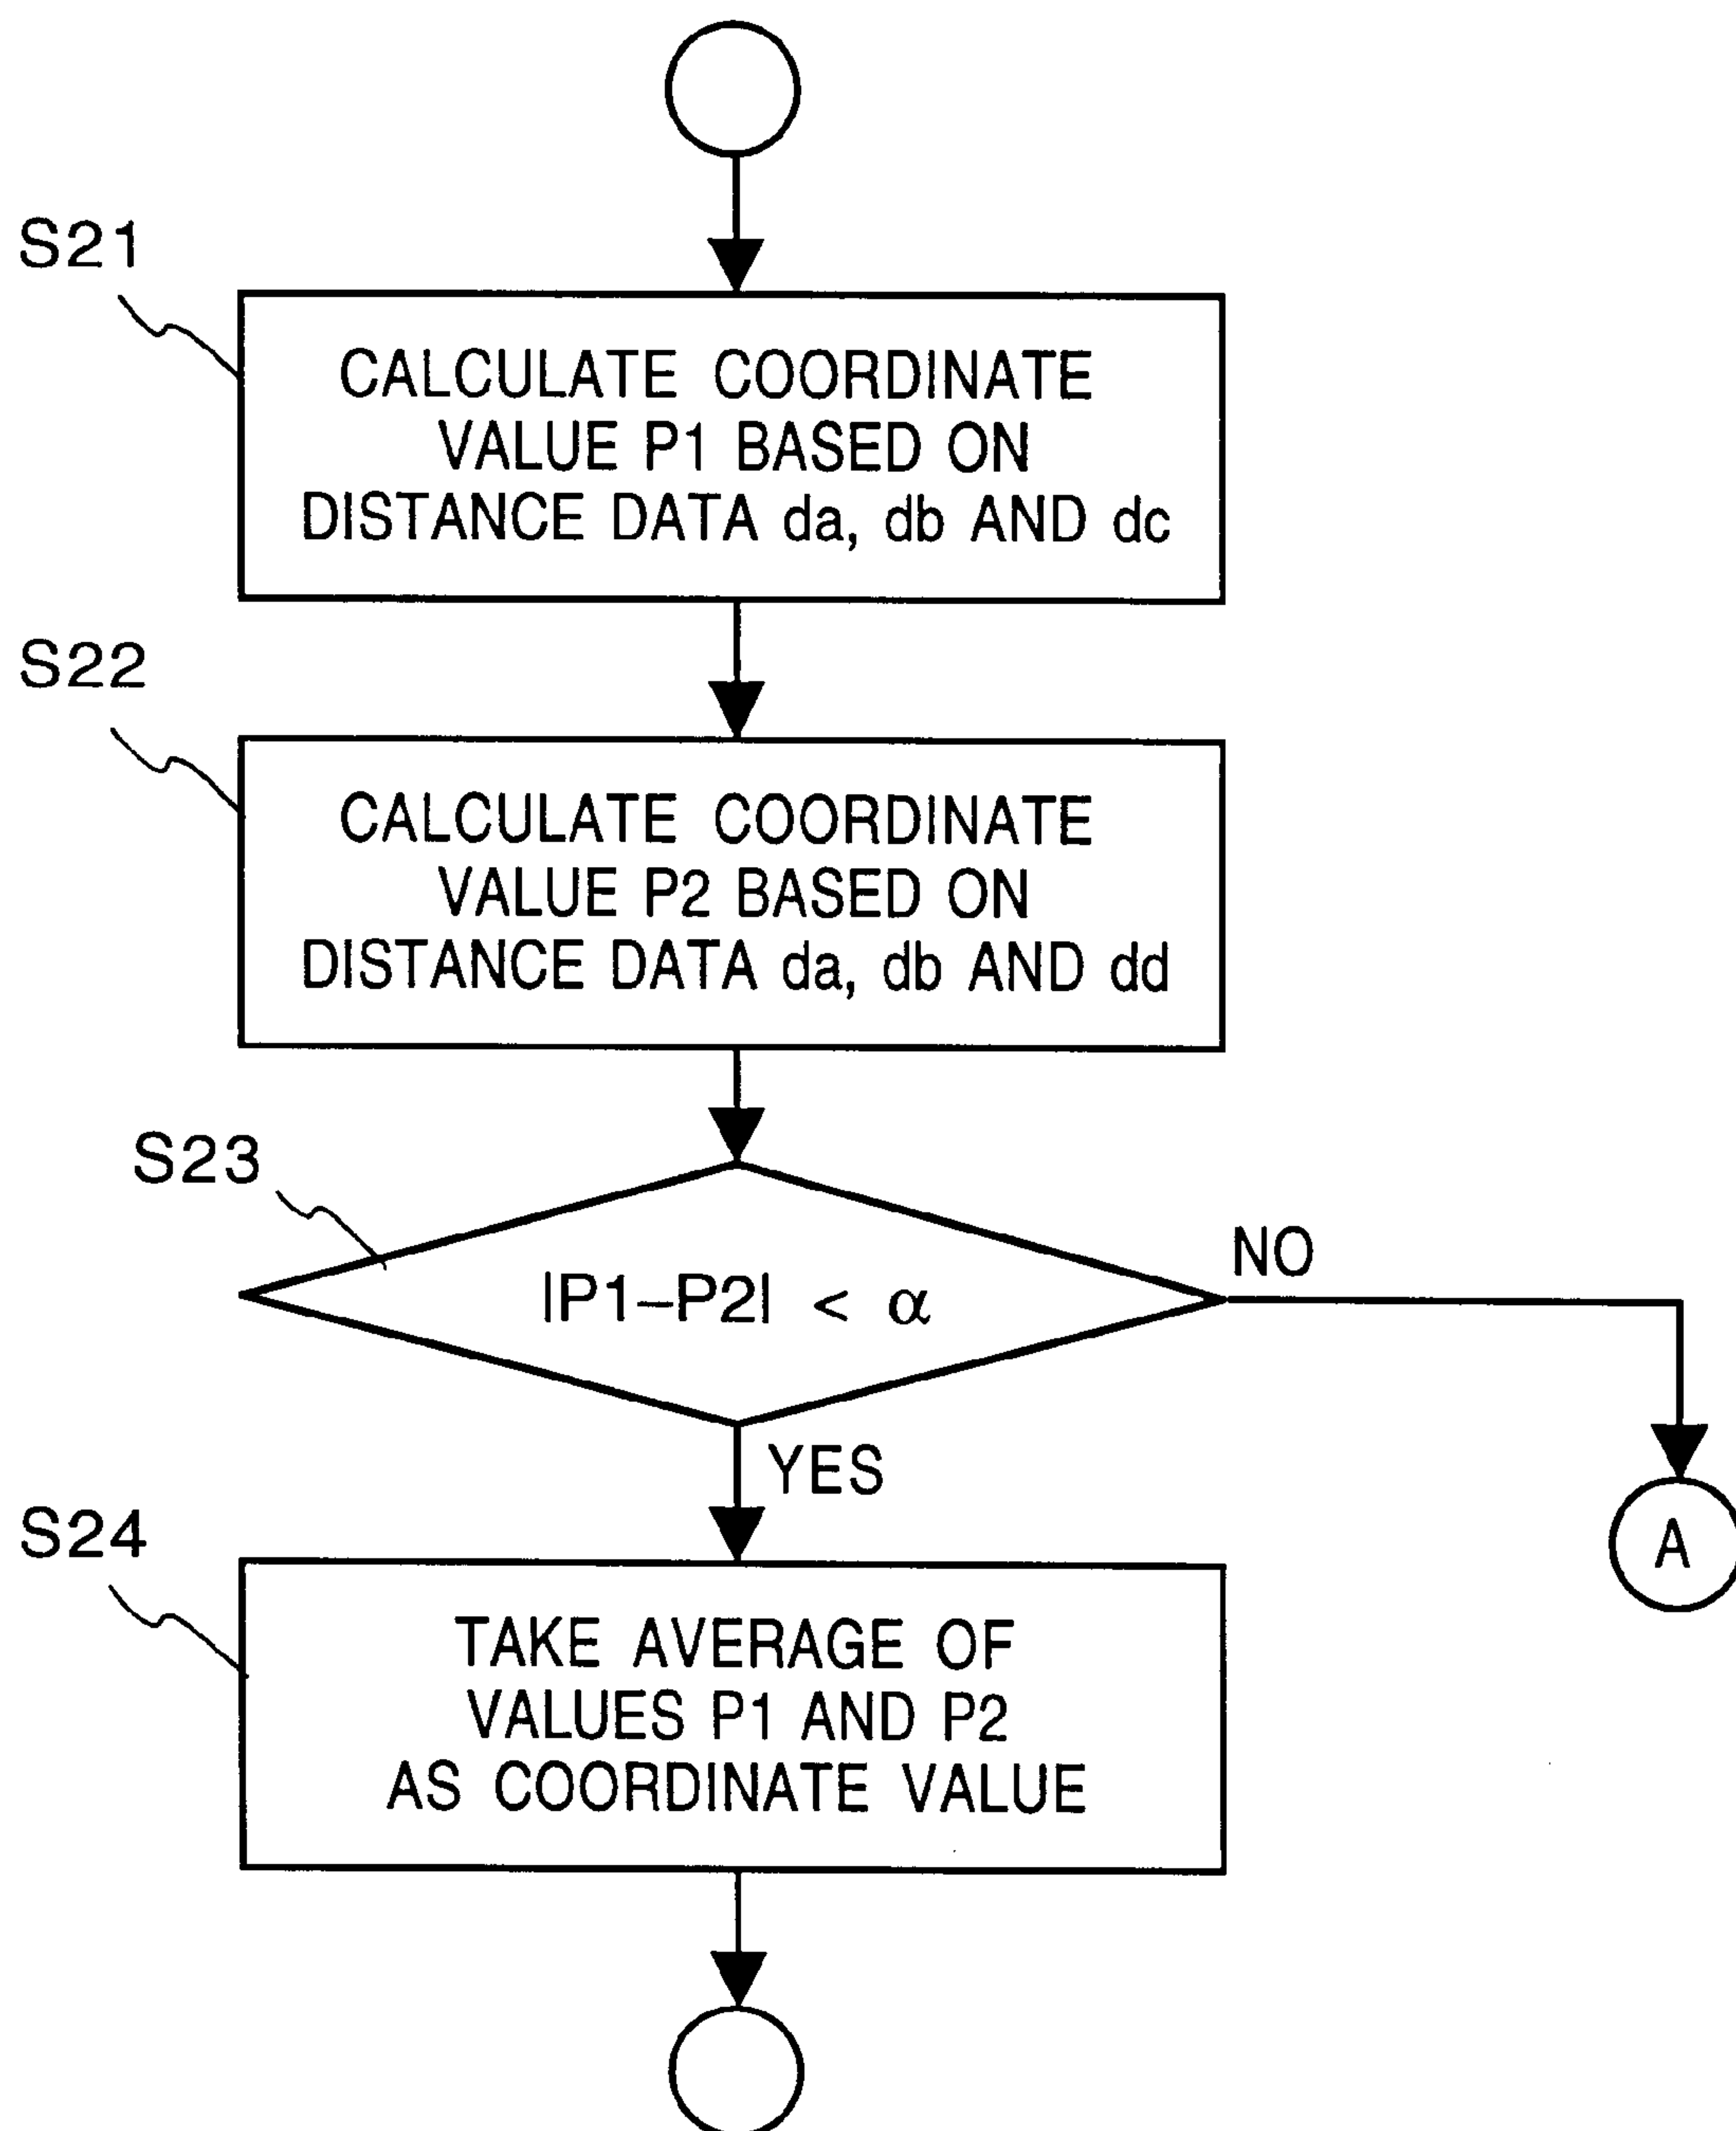 S21
CALCULATE COORDINATE
VALUE P1 BASED ON
DISTANCE DATA da, db AND dc
S22
CALCULATE COORDINATE
VALUE P2 BASED ON
DISTANCE DATA da, db AND dd
S23
|P1–P2| < α
NO
YES
A
S24
TAKE AVERAGE OF
VALUES P1 AND P2
AS COORDINATE VALUE